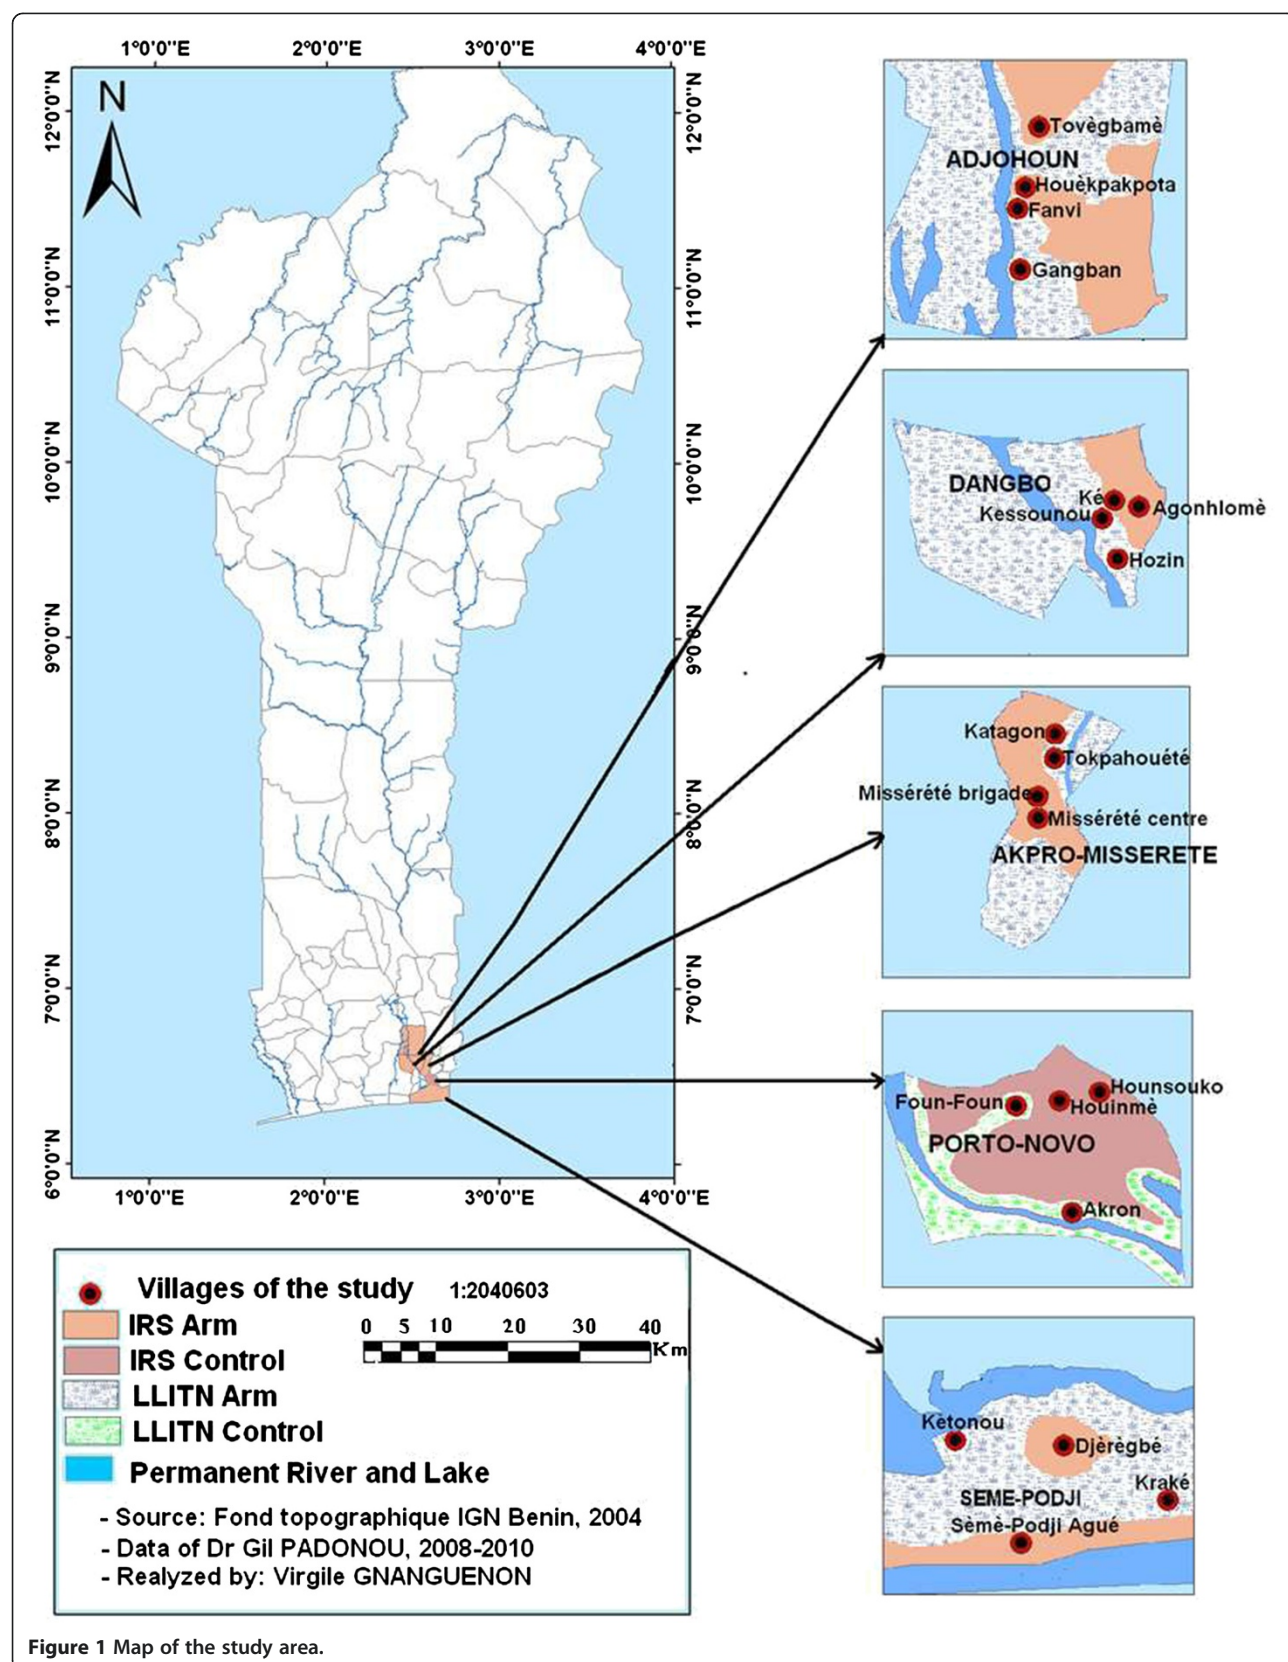 1°0'0"E 2°0'0"E 3°0'0"E 4°0'0"E
N
12°0'0"N
11°0'0"N
10°0'0"N
9°0'0"N
8°0'0"N
7°0'0"N
6°0'0"N
12°0'0"N
11°0'0"N
10°0'0"N
9°0'0"N
8°0'0"N
7°0'0"N
1°0'0"E 2°0'0"E 3°0'0"E 4°0'0"E
Tovègbamè
ADJOHOUN
Houèkpakpota
Fanvi
Gangban
DANGBO
Ké
Agonhlomè
Kessounou
Hozin
Katagon
Tokpahouété
Missérété brigade
Missérété centre
AKPRO-MISSERETE
Hounsouko
Foun-Foun
Houinmè
PORTO-NOVO
Akron
Kètonou
Djèrègbé
Kraké
SEME-PODJI
Sèmè-Podji Agué
Villages of the study 1:2040603
IRS Arm
0 5 10 20 30 40
Km
IRS Control
LLITN Arm
LLITN Control
Permanent River and Lake
- Source: Fond topographique IGN Benin, 2004
- Data of Dr Gil PADONOU, 2008-2010
- Realyzed by: Virgile GNANGUENON
Figure 1 Map of the study area.